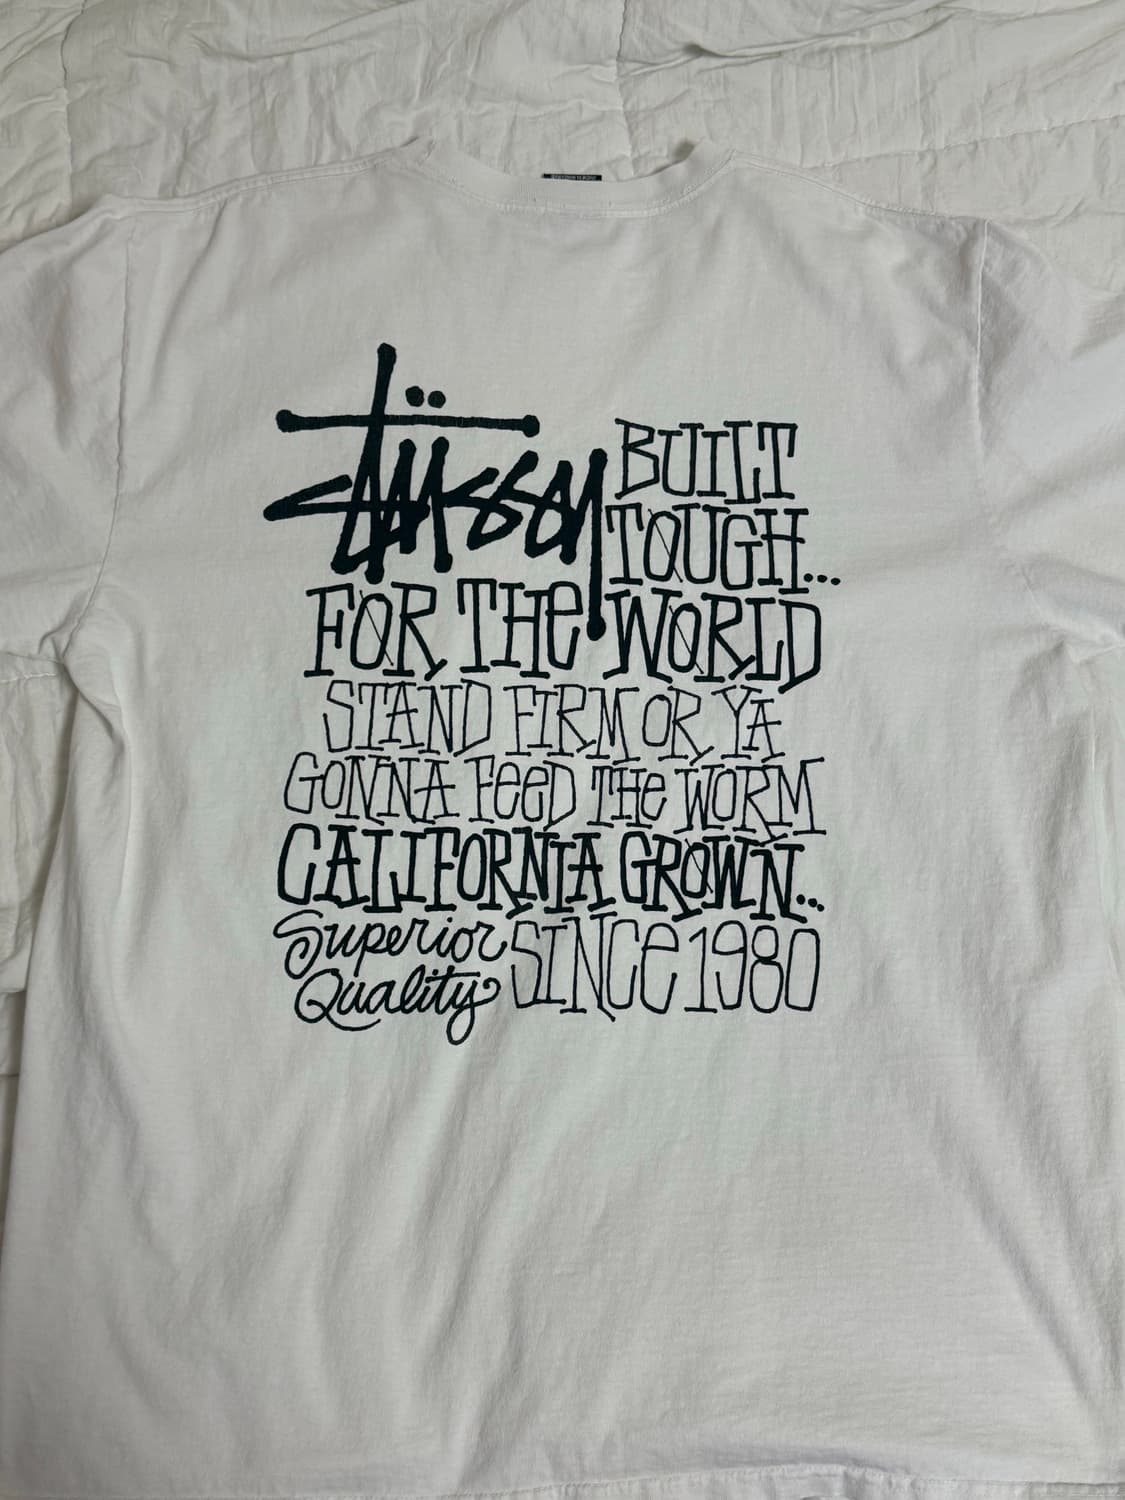 Stüssy BUILT
TOUGH...
FOR THE WORLD
STAND FIRM OR YA
GONNA FEED THE WORM
CALIFORNIA GROWN...
Superior
Quality SINCE 1980